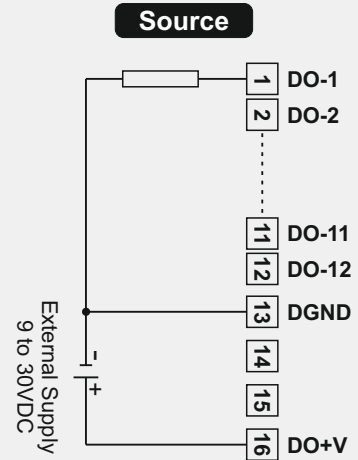 Source
1 DO-1
2 DO-2
11 DO-11
12 DO-12
13 DGND
14
15
16 DO+V
- +
External Supply
9 to 30VDC